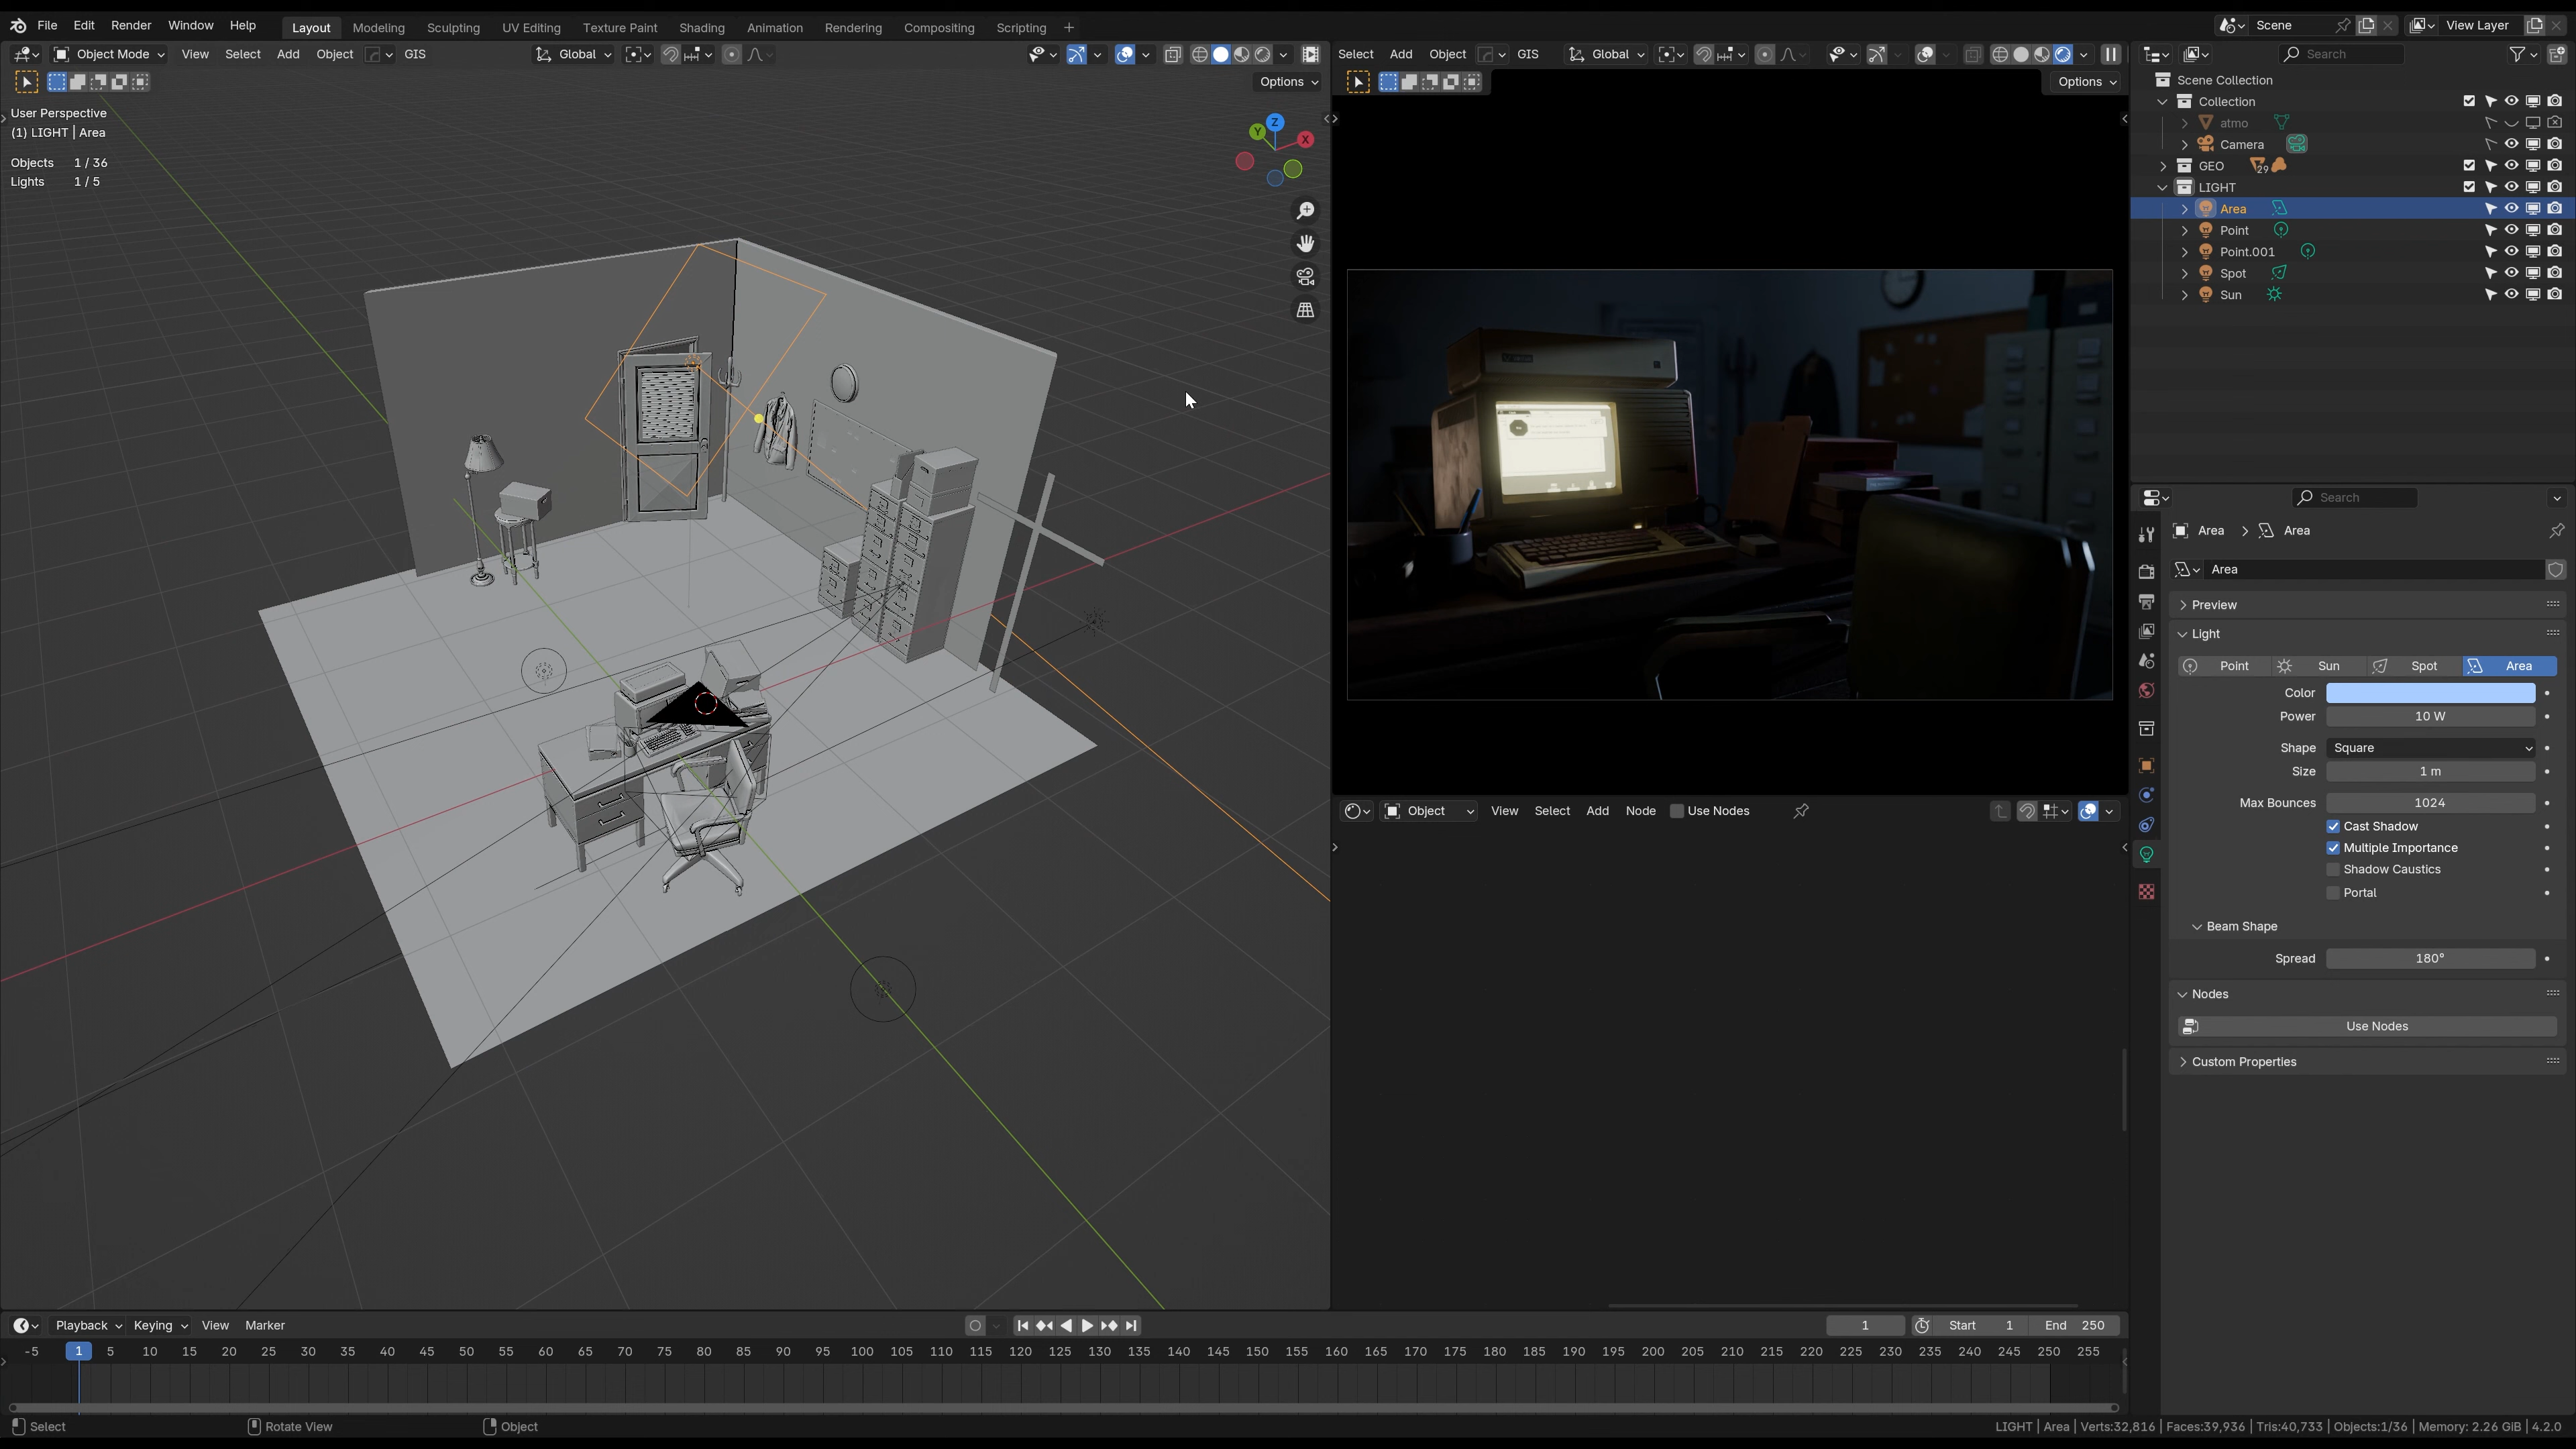 File Edit Render Window Help Layout Modeling Sculpting UV Editing Texture Paint Shading Animation Rendering Compositing Scripting + Scene View Layer
Object Mode View Select Add Object GIS Global
Select Add Object GIS Global
Search
Options
Options
User Perspective
(1) LIGHT | Area
Objects 1 / 36
Lights 1 / 5
Z
Y
X
Scene Collection
Collection
atmo
Camera
GEO 29
LIGHT
Area
Point
Point.001
Spot
Sun
Search
Area > Area
Area
Preview
Light
Point Sun Spot Area
Color
Power 10 W
Shape Square
Size 1 m
Max Bounces 1024
Cast Shadow
Multiple Importance
Shadow Caustics
Portal
Beam Shape
Spread 180°
Nodes
Use Nodes
Custom Properties
Object View Select Add Node Use Nodes
Playback Keying View Marker 1 Start 1 End 250
-5 1 5 10 15 20 25 30 35 40 45 50 55 60 65 70 75 80 85 90 95 100 105 110 115 120 125 130 135 140 145 150 155 160 165 170 175 180 185 190 195 200 205 210 215 220 225 230 235 240 245 250 255
Select Rotate View Object LIGHT | Area | Verts:32,816 | Faces:39,936 | Tris:40,733 | Objects:1/36 | Memory: 2.26 GiB | 4.2.0